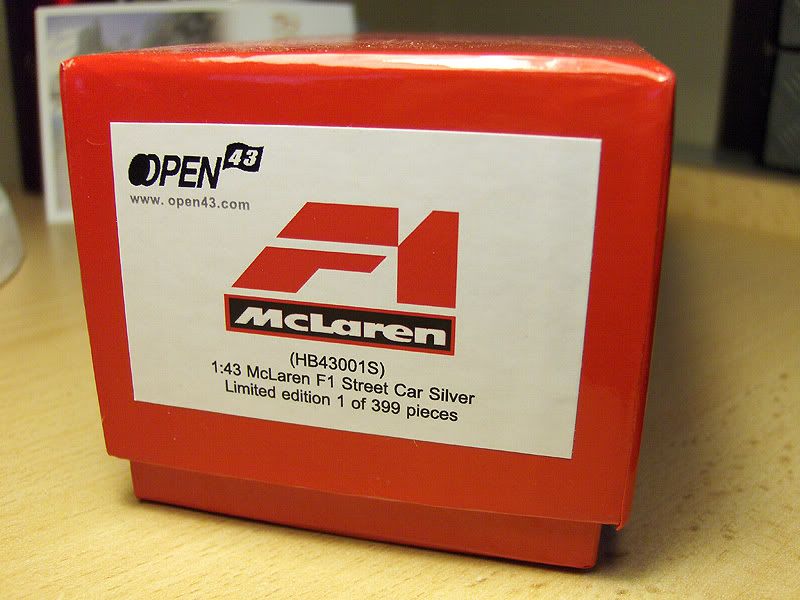 OPEN43
www.open43.com
F1
McLaren
(HB43001S)
1:43 McLaren F1 Street Car Silver
Limited edition 1 of 399 pieces